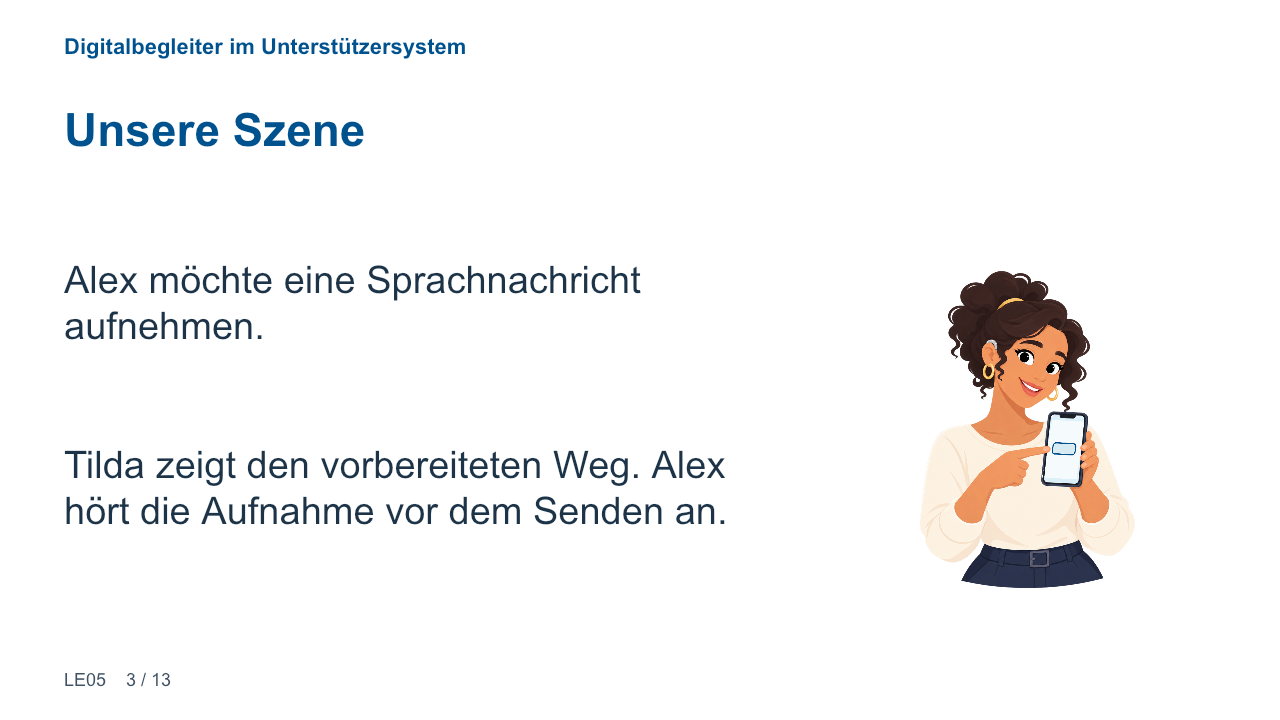 Digitalbegleiter im Unterstützersystem
Unsere Szene
Alex möchte eine Sprachnachricht
aufnehmen.
Tilda zeigt den vorbereiteten Weg. Alex
hört die Aufnahme vor dem Senden an.
LE05 3 / 13